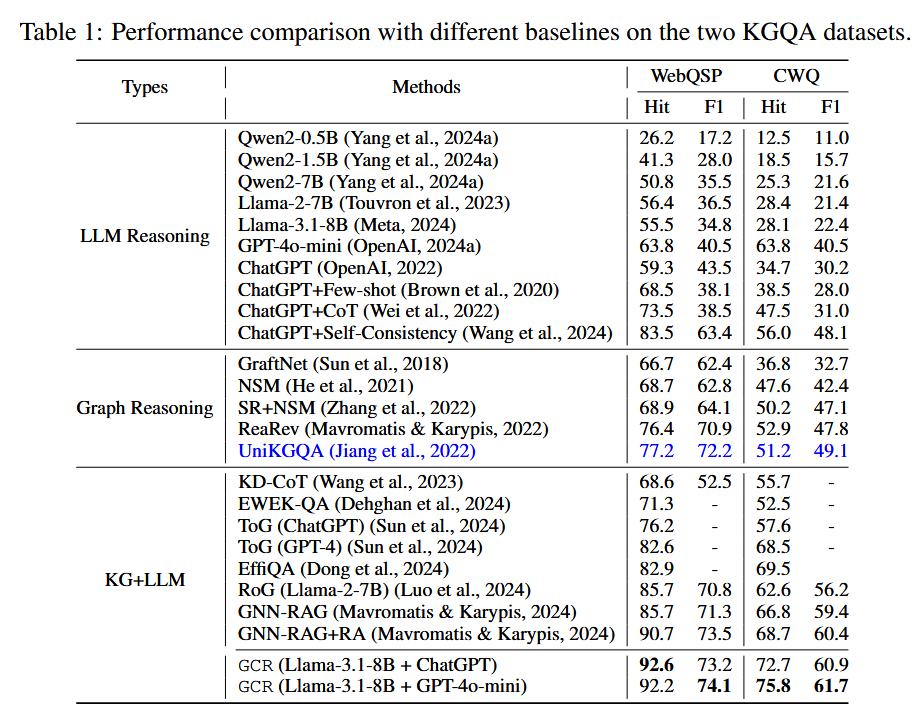 Table 1: Performance comparison with different baselines on the two KGQA datasets.
Types Methods WebQSP CWQ
Hit F1 Hit F1
LLM Reasoning
Qwen2-0.5B (Yang et al., 2024a) 26.2 17.2 12.5 11.0
Qwen2-1.5B (Yang et al., 2024a) 41.3 28.0 18.5 15.7
Qwen2-7B (Yang et al., 2024a) 50.8 35.5 25.3 21.6
Llama-2-7B (Touvron et al., 2023) 56.4 36.5 28.4 21.4
Llama-3.1-8B (Meta, 2024) 55.5 34.8 28.1 22.4
GPT-4o-mini (OpenAI, 2024a) 63.8 40.5 63.8 40.5
ChatGPT (OpenAI, 2022) 59.3 43.5 34.7 30.2
ChatGPT+Few-shot (Brown et al., 2020) 68.5 38.1 38.5 28.0
ChatGPT+CoT (Wei et al., 2022) 73.5 38.5 47.5 31.0
ChatGPT+Self-Consistency (Wang et al., 2024) 83.5 63.4 56.0 48.1
Graph Reasoning
GraftNet (Sun et al., 2018) 66.7 62.4 36.8 32.7
NSM (He et al., 2021) 68.7 62.8 47.6 42.4
SR+NSM (Zhang et al., 2022) 68.9 64.1 50.2 47.1
ReaRev (Mavromatis & Karypis, 2022) 76.4 70.9 52.9 47.8
UniKGQA (Jiang et al., 2022) 77.2 72.2 51.2 49.1
KG+LLM
KD-CoT (Wang et al., 2023) 68.6 52.5 55.7 -
EWEK-QA (Dehghan et al., 2024) 71.3 - 52.5 -
ToG (ChatGPT) (Sun et al., 2024) 76.2 - 57.6 -
ToG (GPT-4) (Sun et al., 2024) 82.6 - 68.5 -
EffiQA (Dong et al., 2024) 82.9 - 69.5
RoG (Llama-2-7B) (Luo et al., 2024) 85.7 70.8 62.6 56.2
GNN-RAG (Mavromatis & Karypis, 2024) 85.7 71.3 66.8 59.4
GNN-RAG+RA (Mavromatis & Karypis, 2024) 90.7 73.5 68.7 60.4
GCR (Llama-3.1-8B + ChatGPT) 92.6 73.2 72.7 60.9
GCR (Llama-3.1-8B + GPT-4o-mini) 92.2 74.1 75.8 61.7